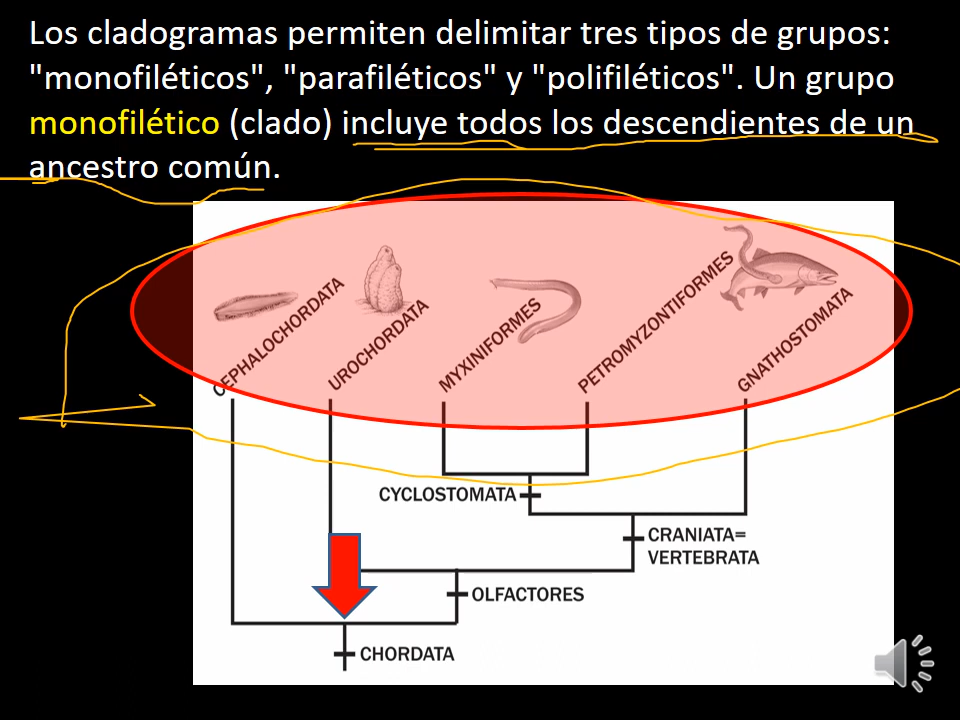 Los cladogramas permiten delimitar tres tipos de grupos:
"monofiléticos", "parafiléticos" y "polifiléticos". Un grupo
monofilético (clado) incluye todos los descendientes de un
ancestro común.
CEPHALOCHORDATA
UROCHORDATA
MYXINIFORMES
PETROMYZONTIFORMES
GNATHOSTOMATA
CYCLOSTOMATA
CRANIATA=
VERTEBRATA
OLFACTORES
CHORDATA